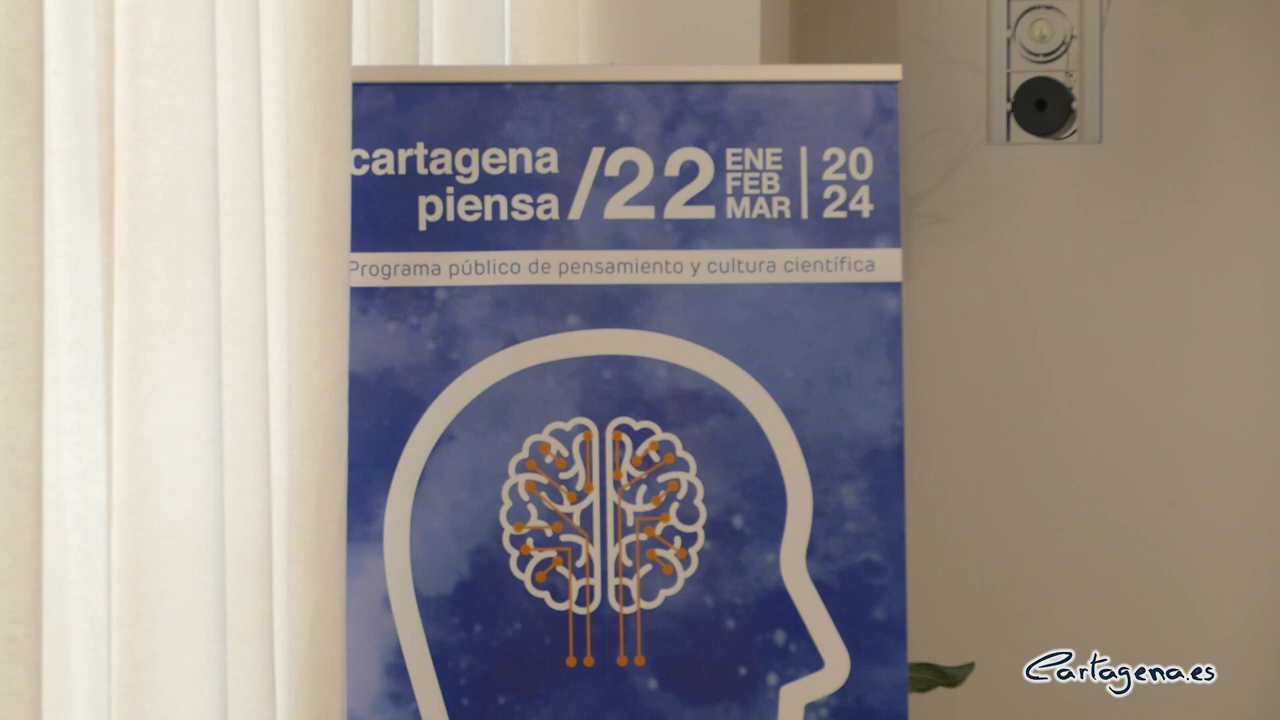 cartagena
piensa
/22
ENE
FEB
MAR
20
24
Programa público de pensamiento y cultura científica
Cartagena.es